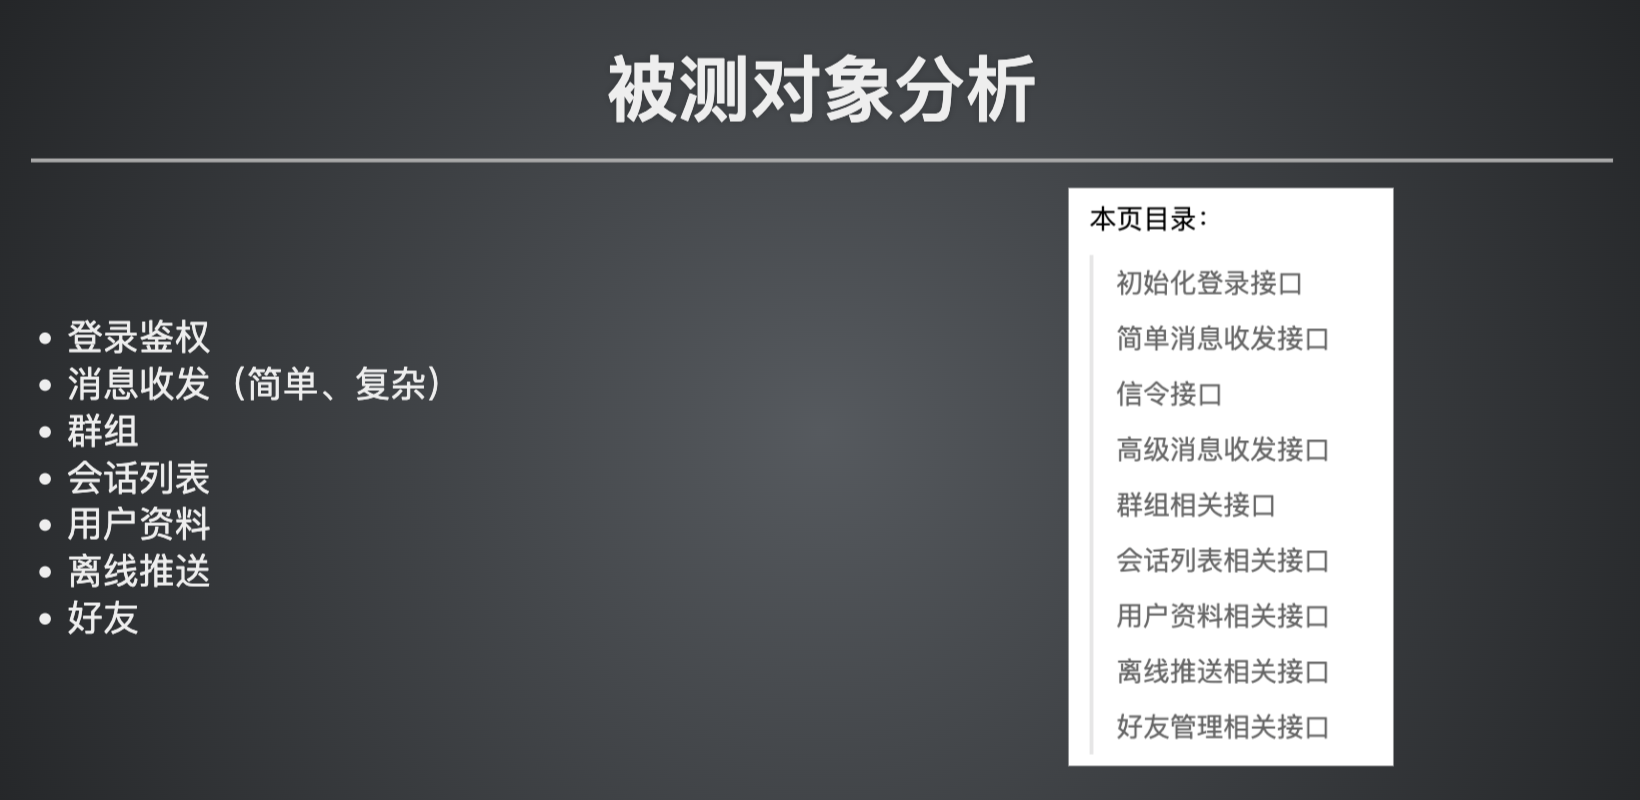 被测对象分析
• 登录鉴权
• 消息收发（简单、复杂）
• 群组
• 会话列表
• 用户资料
• 离线推送
• 好友
本页目录：
初始化登录接口
简单消息收发接口
信令接口
高级消息收发接口
群组相关接口
会话列表相关接口
用户资料相关接口
离线推送相关接口
好友管理相关接口